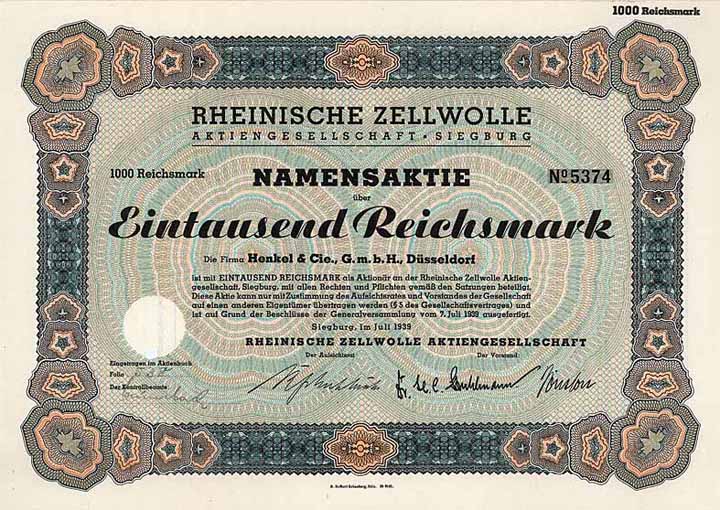 1000 Reichsmark
RHEINISCHE ZELLWOLLE
AKTIENGESELLSCHAFT · SIEGBURG
1000 Reichsmark NAMENSAKTIE Nº 5374
über
Eintausend Reichsmark
Die Firma Henkel & Cie., G. m. b. H., Düsseldorf
ist mit EINTAUSEND REICHSMARK als Aktionär an der Rheinische Zellwolle Aktien-
gesellschaft, Siegburg, mit allen Rechten und Pflichten gemäß den Satzungen beteiligt.
Diese Aktie kann nur mit Zustimmung des Aufsichtsrates und Vorstandes der Gesellschaft
auf einen anderen Eigentümer übertragen werden (§ 5 des Gesellschaftsvertrages) und
ist auf Grund der Beschlüsse der Generalversammlung vom 7. Juli 1939 ausgefertigt.
Siegburg, im Juli 1939
RHEINISCHE ZELLWOLLE AKTIENGESELLSCHAFT
Der Aufsichtsrat Der Vorstand
Eingetragen im Aktienbuch
Folio
Der Kontrollbeamte